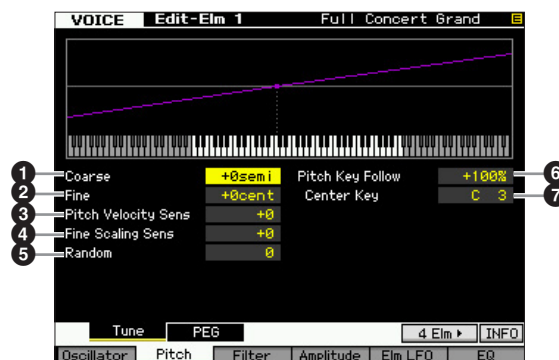 VOICE Edit-Elm 1 Full Concert Grand E
1 Coarse +0semi Pitch Key Follow +100% 6
2 Fine +0cent Center Key C 3 7
3 Pitch Velocity Sens +0
4 Fine Scaling Sens +0
5 Random 0
Tune PEG 4 Elm▸ INFO
Oscillator Pitch Filter Amplitude Elm LFO EQ